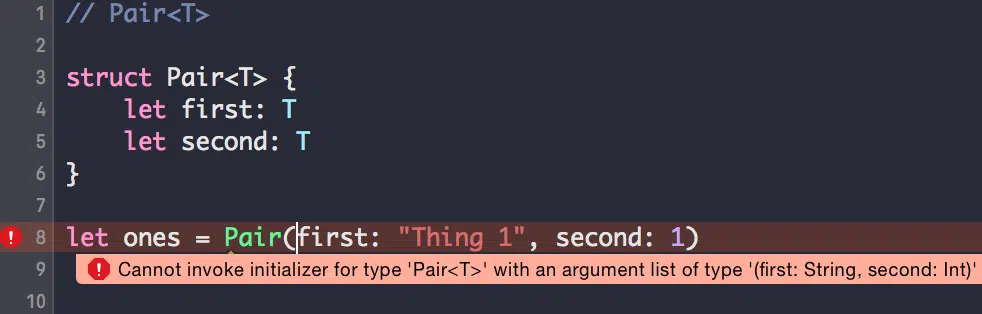 1 // Pair<T>
2
3 struct Pair<T> {
4 let first: T
5 let second: T
6 }
7
8 let ones = Pair(first: "Thing 1", second: 1)
9 Cannot invoke initializer for type 'Pair<T>' with an argument list of type '(first: String, second: Int)'
10